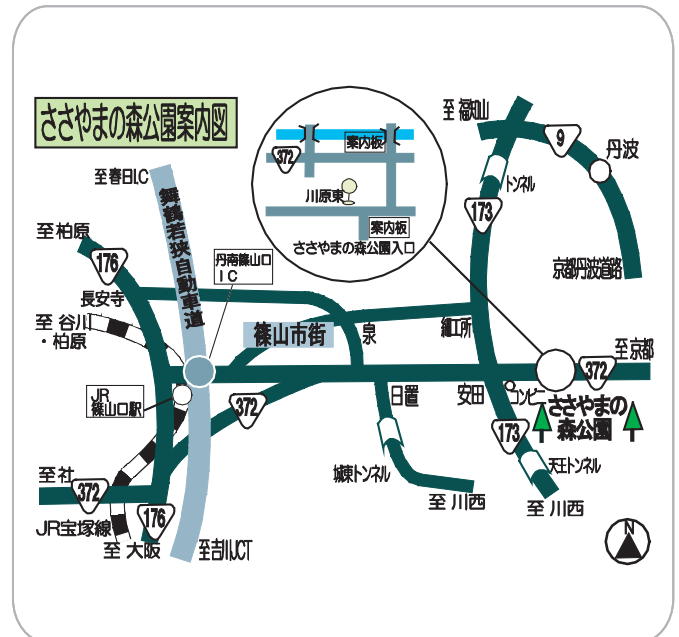 ささやまの森公園案内図
至 福知山
9
丹波
トンネル
173
京都丹波道路
案内板
372
川原東
案内板
ささやまの森公園入口
至春日I.C
舞鶴若狭自動車道
至 柏原
176
丹南篠山口
IC
長安寺
至 谷川
・柏原
篠山市街
泉
細工所
至 京都
372
JR
篠山口駅
372
日置
安田
コンビニ
ささやまの
森公園
173
城東トンネル
天王トンネル
至 川西
至 川西
至 社
372
176
JR宝塚線
至 大阪
至吉川JCT
N